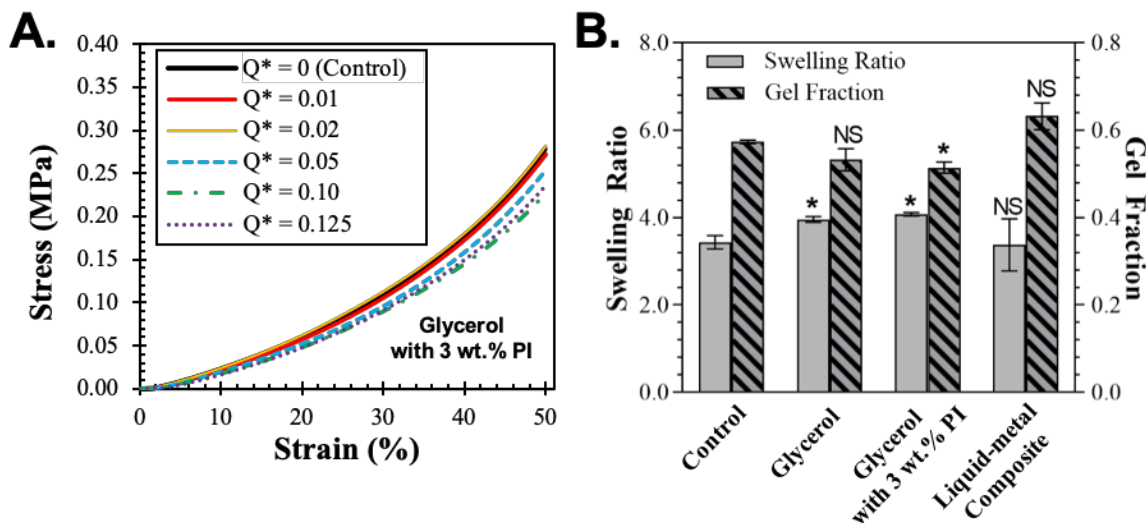 A.
0.40
0.35
0.30
0.25
0.20
0.15
0.10
0.05
0.00
Stress (MPa)
Q* = 0 (Control)
Q* = 0.01
Q* = 0.02
Q* = 0.05
Q* = 0.10
Q* = 0.125
Glycerol
with 3 wt.% PI
0 10 20 30 40 50
Strain (%)
B.
8.0
6.0
4.0
2.0
0.0
Swelling Ratio
Swelling Ratio
Gel Fraction
NS
NS
*
*
*
NS
0.8
0.6
0.4
0.2
0.0
Gel Fraction
Control
Glycerol
Glycerol
with 3 wt.% PI
Liquid-metal
Composite